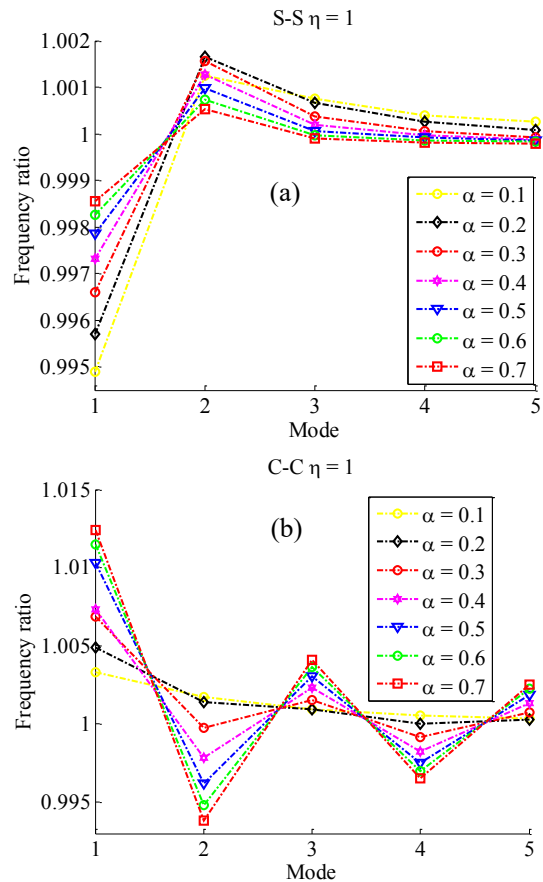 S-S η = 1
Frequency ratio
1.002
1.001
1
0.999
0.998
0.997
0.996
0.995
(a)
α = 0.1
α = 0.2
α = 0.3
α = 0.4
α = 0.5
α = 0.6
α = 0.7
1 2 3 4 5
Mode
C-C η = 1
Frequency ratio
1.015
1.01
1.005
1
0.995
(b)
α = 0.1
α = 0.2
α = 0.3
α = 0.4
α = 0.5
α = 0.6
α = 0.7
1 2 3 4 5
Mode